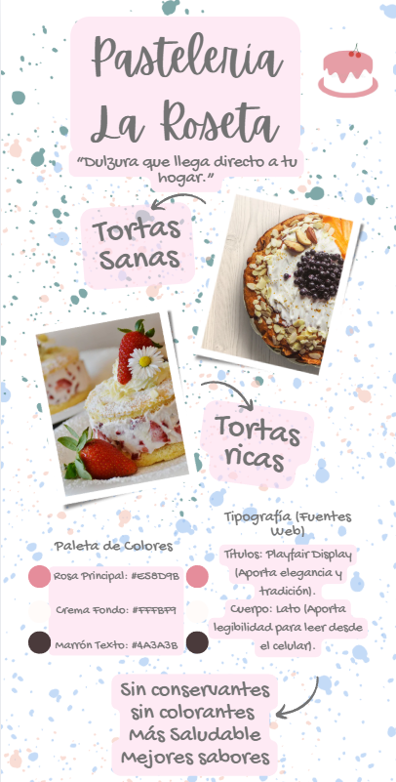 Pastelería
La Roseta
“Dulzura que llega directo a tu
hogar.”
Tortas
Sanas
Tortas
ricas
Paleta de Colores
Rosa Principal: #E58D9B
Crema Fondo: #FFFBF9
Marrón Texto: #4A3A3B
Tipografía (Fuentes
Web)
Títulos: Playfair Display
(Aporta elegancia y
tradición).
Cuerpo: Lato (Aporta
legibilidad para leer desde
el celular).
Sin conservantes
sin colorantes
Más Saludable
Mejores sabores